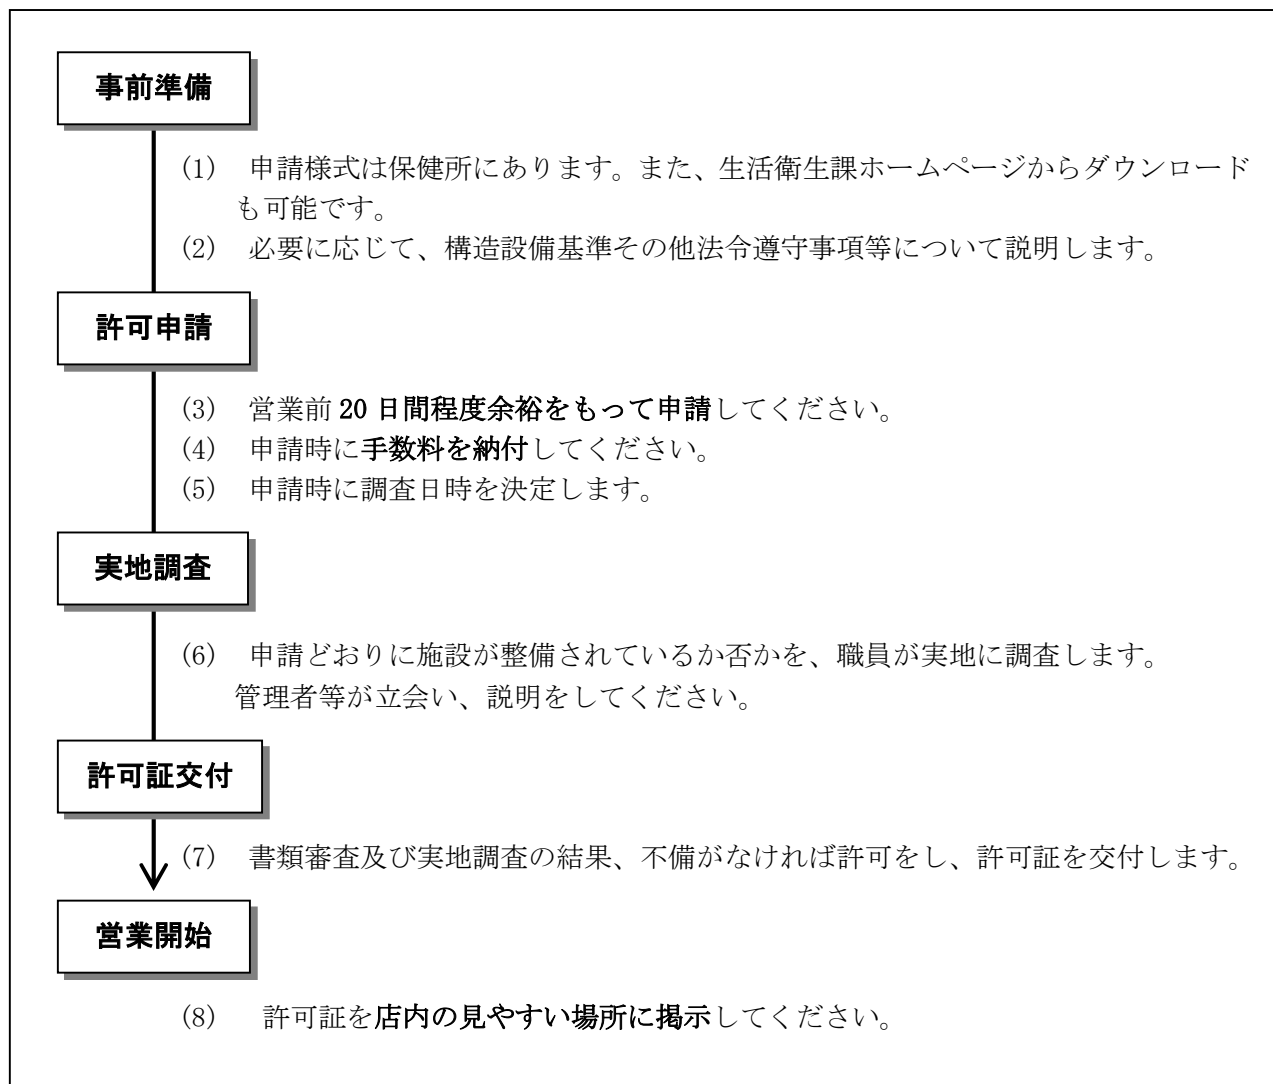 事前準備
(1) 申請様式は保健所にあります。また、生活衛生課ホームページからダウンロード
も可能です。
(2) 必要に応じて、構造設備基準その他法令遵守事項等について説明します。
許可申請
(3) 営業前 20 日間程度余裕をもって申請してください。
(4) 申請時に手数料を納付してください。
(5) 申請時に調査日時を決定します。
実地調査
(6) 申請どおりに施設が整備されているか否かを、職員が実地に調査します。
管理者等が立会い、説明をしてください。
許可証交付
(7) 書類審査及び実地調査の結果、不備がなければ許可をし、許可証を交付します。
営業開始
(8) 許可証を店内の見やすい場所に掲示してください。